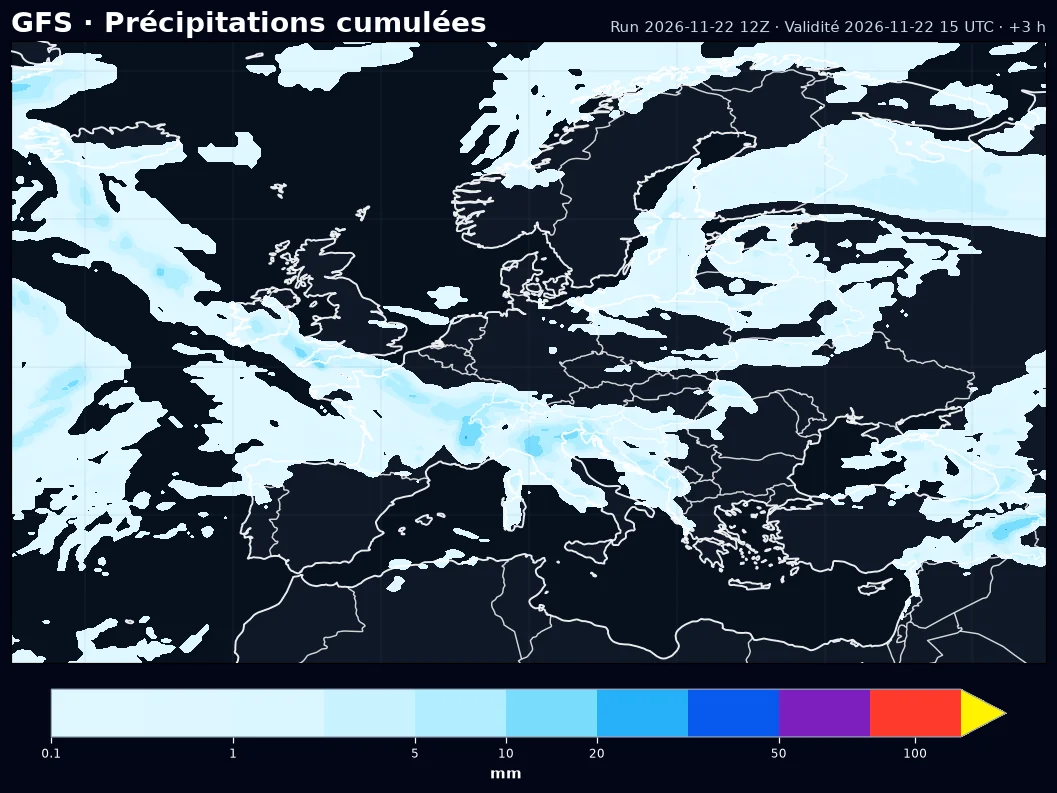 GFS · Précipitations cumulées
Run 2026-11-22 12Z · Validité 2026-11-22 15 UTC · +3 h
0.1 1 5 10 20 50 100
mm